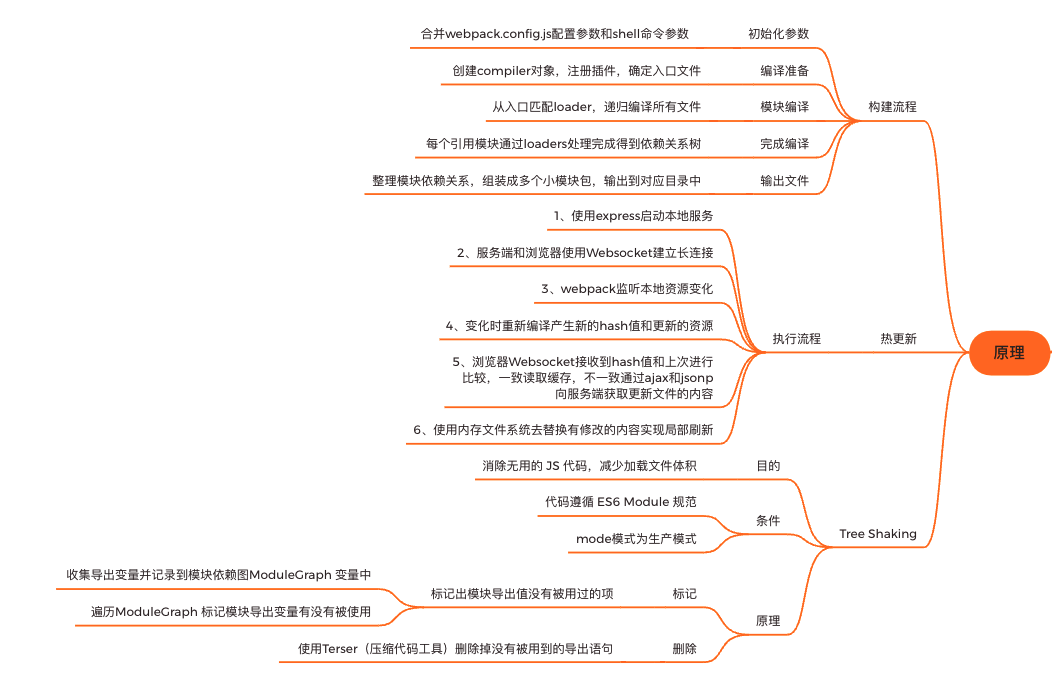 合并webpack.config.js配置参数和shell命令参数 初始化参数
创建compiler对象，注册插件，确定入口文件 编译准备
从入口匹配loader，递归编译所有文件 模块编译 构建流程
每个引用模块通过loaders处理完成得到依赖关系树 完成编译
整理模块依赖关系，组装成多个小模块包，输出到对应目录中 输出文件
1、使用express启动本地服务
2、服务端和浏览器使用Websocket建立长连接
3、webpack监听本地资源变化
4、变化时重新编译产生新的hash值和更新的资源
执行流程 热更新
原理
5、浏览器Websocket接收到hash值和上次进行
比较，一致读取缓存，不一致通过ajax和jsonp
向服务端获取更新文件的内容
6、使用内存文件系统去替换有修改的内容实现局部刷新
消除无用的 JS 代码，减少加载文件体积 目的
代码遵循 ES6 Module 规范
条件
mode模式为生产模式
Tree Shaking
收集导出变量并记录到模块依赖图ModuleGraph 变量中
标记出模块导出值没有被用过的项 标记
遍历ModuleGraph 标记模块导出变量有没有被使用
原理
使用Terser（压缩代码工具）删除掉没有被用到的导出语句 删除